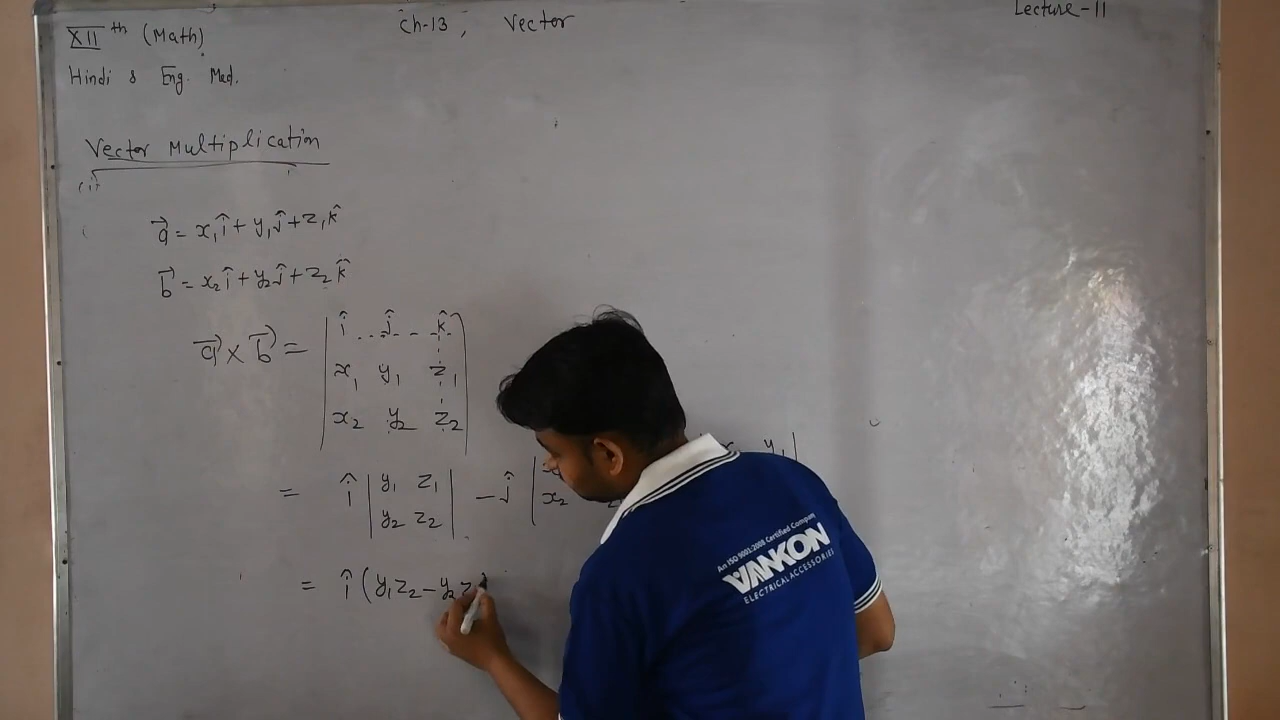 XII th (Math)
Ch-13, Vector
Lecture-11
Hindi & Eng. Med.
Vector Multiplication
(i)
a⃗ = x₁î + y₁ĵ + z₁k̂
b⃗ = x₂î + y₂ĵ + z₂k̂
a⃗ × b⃗ = | î ĵ k̂ |
| x₁ y₁ z₁ |
| x₂ y₂ z₂ |
= î | y₁ z₁ | - ĵ | y₁ |
| y₂ z₂ | | x₂
= î (y₁z₂ - y₂z
An ISO 9001:2008 Certified Company
VANKON
ELECTRICAL ACCESSORIES